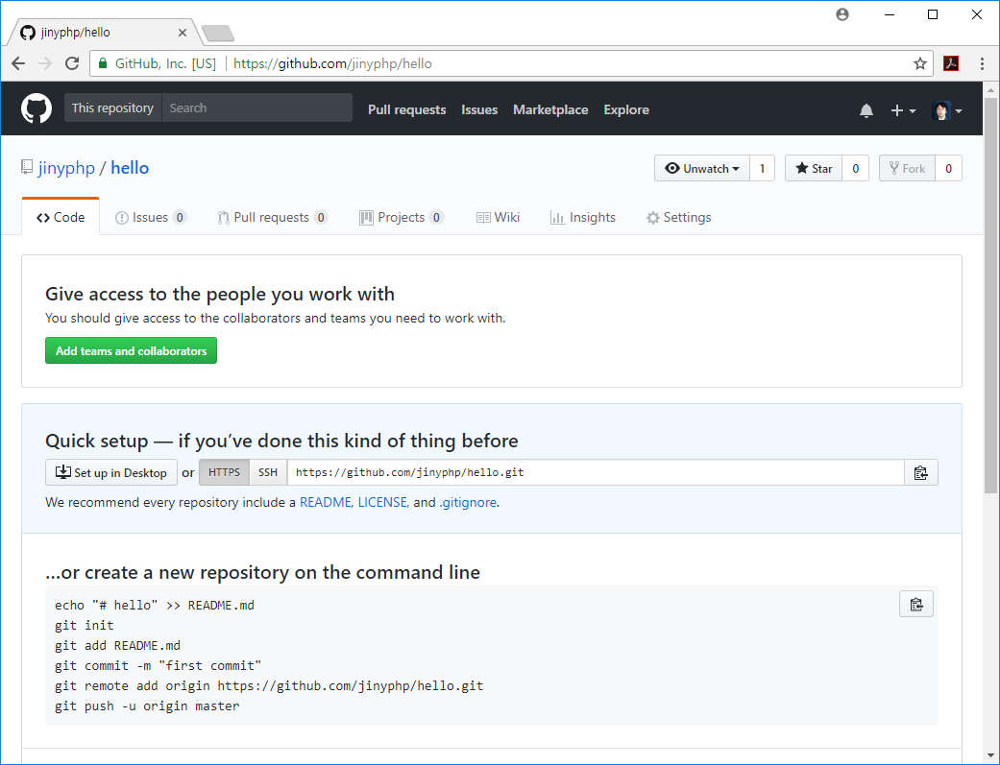 jinyphp/hello
GitHub, Inc. [US] https://github.com/jinyphp/hello
This repository Search Pull requests Issues Marketplace Explore
jinyphp / hello Unwatch 1 Star 0 Fork 0
Code Issues 0 Pull requests 0 Projects 0 Wiki Insights Settings
Give access to the people you work with
You should give access to the collaborators and teams you need to work with.
Add teams and collaborators
Quick setup — if you’ve done this kind of thing before
Set up in Desktop or HTTPS SSH https://github.com/jinyphp/hello.git
We recommend every repository include a README, LICENSE, and .gitignore.
…or create a new repository on the command line
echo "# hello" >> README.md
git init
git add README.md
git commit -m "first commit"
git remote add origin https://github.com/jinyphp/hello.git
git push -u origin master